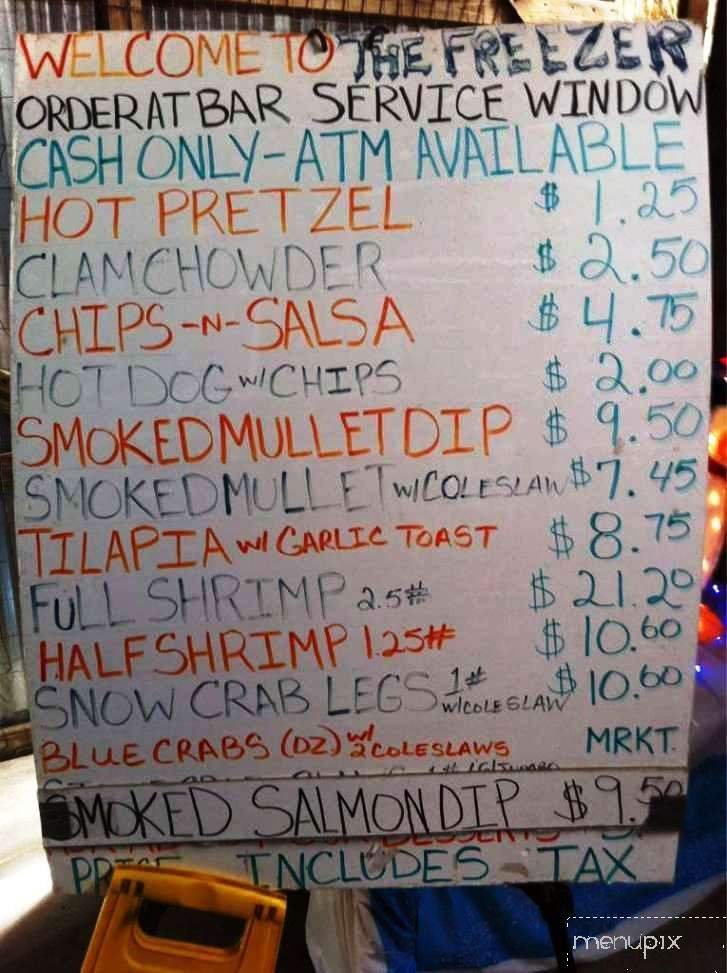 WELCOME TO THE FREEZER
ORDER AT BAR SERVICE WINDOW
CASH ONLY - ATM AVAILABLE
HOT PRETZEL $ 1.25
CLAM CHOWDER $ 2.50
CHIPS -N- SALSA $ 4.75
HOT DOG W/ CHIPS $ 2.00
SMOKED MULLET DIP $ 9.50
SMOKED MULLET W/ COLESLAW $ 7.45
TILAPIA W/ GARLIC TOAST $ 8.75
FULL SHRIMP 2.5# $ 21.20
HALF SHRIMP 1.25# $ 10.60
SNOW CRAB LEGS 1# W/ COLESLAW $ 10.60
BLUE CRABS (DZ) W/ 2 COLESLAWS MRKT.
SMOKED SALMON DIP $ 9.50
DESSERTS
PRICE INCLUDES TAX
menupix